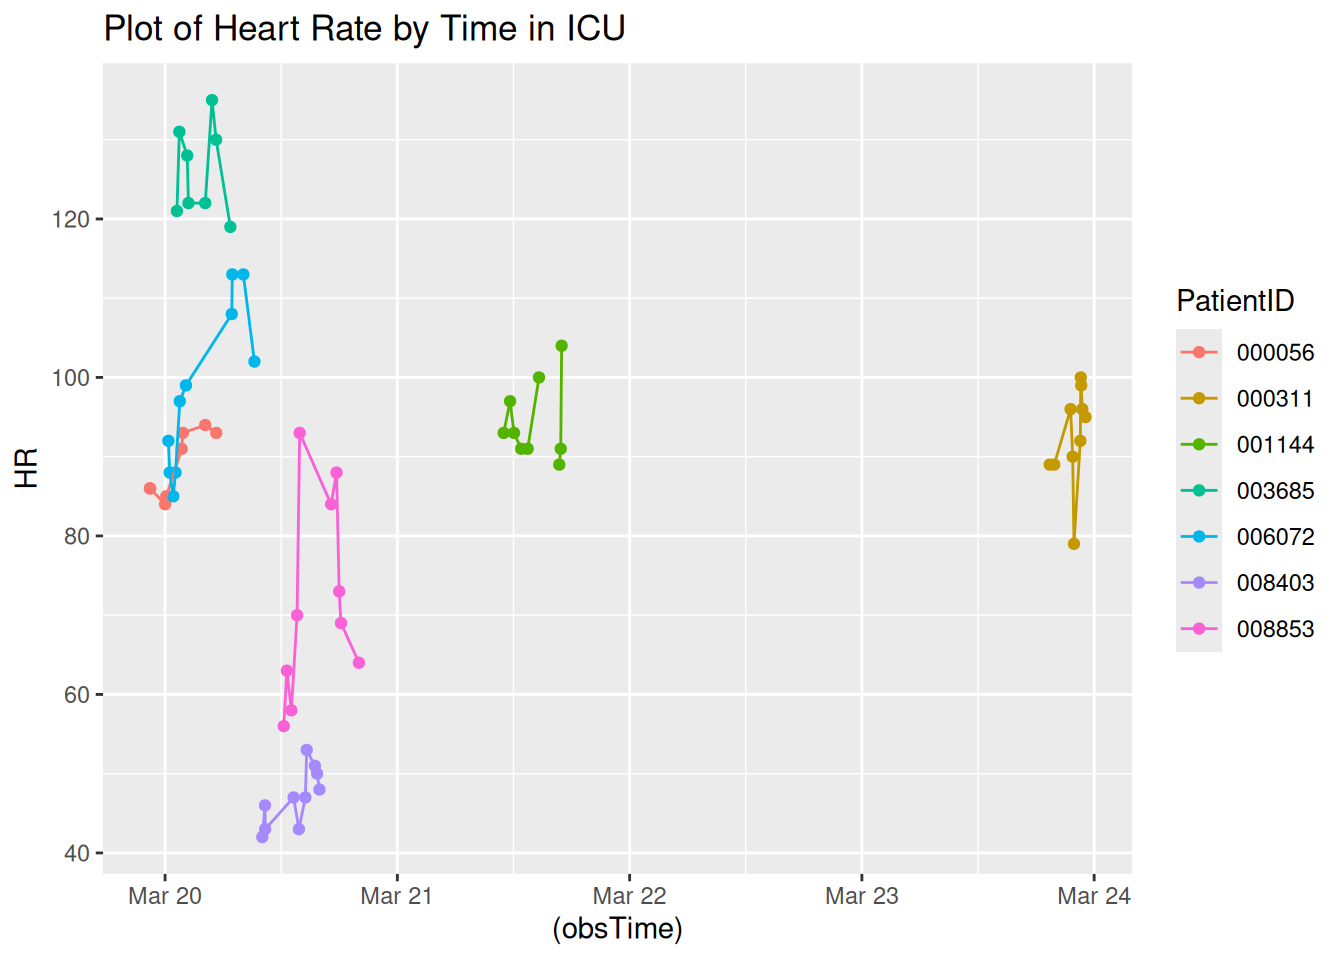 Plot of Heart Rate by Time in ICU
120
100
80
60
40
HR
Mar 20 Mar 21 Mar 22 Mar 23 Mar 24
(obsTime)
PatientID
000056
000311
001144
003685
006072
008403
008853